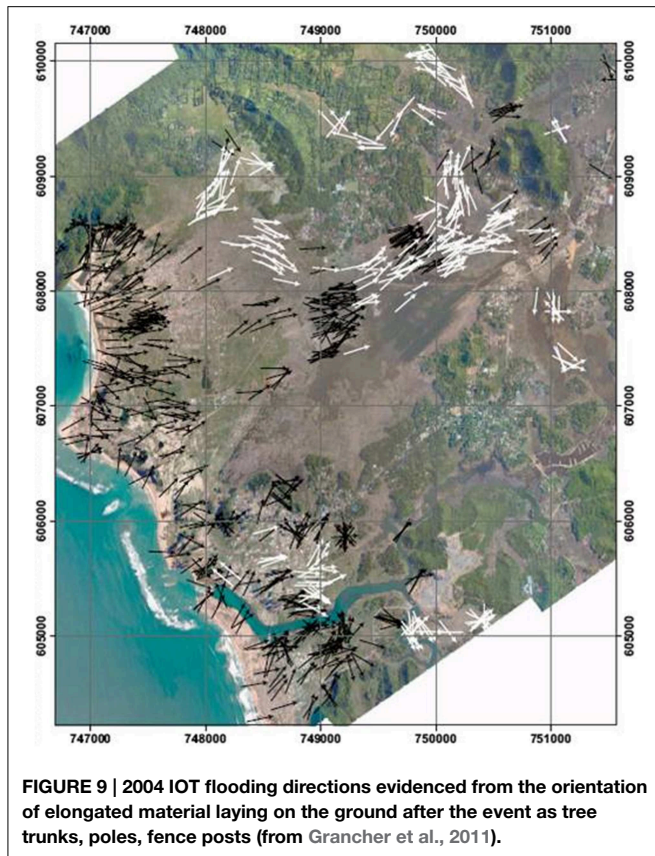 747000 748000 749000 750000 751000
610000 610000
609000 609000
608000 608000
607000 607000
606000 606000
605000 605000
747000 748000 749000 750000 751000
FIGURE 9 | 2004 IOT flooding directions evidenced from the orientation
of elongated material laying on the ground after the event as tree
trunks, poles, fence posts (from Grancher et al., 2011).